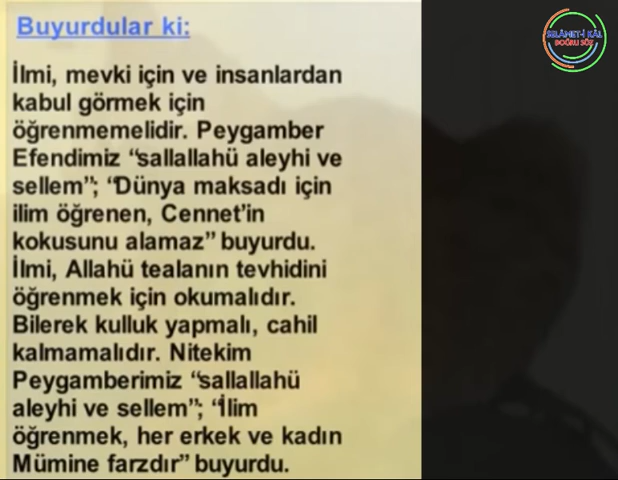 Buyurdular ki:
İlmi, mevki için ve insanlardan
kabul görmek için
öğrenmemelidir. Peygamber
Efendimiz “sallallahü aleyhi ve
sellem”; “Dünya maksadı için
ilim öğrenen, Cennet’in
kokusunu alamaz” buyurdu.
İlmi, Allahü tealanın tevhidini
öğrenmek için okumalıdır.
Bilerek kulluk yapmalı, cahil
kalmamalıdır. Nitekim
Peygamberimiz “sallallahü
aleyhi ve sellem”; “İlim
öğrenmek, her erkek ve kadın
Mümine farzdır” buyurdu.
SELÂMET-İ KÂL
DOĞRU SÖZ